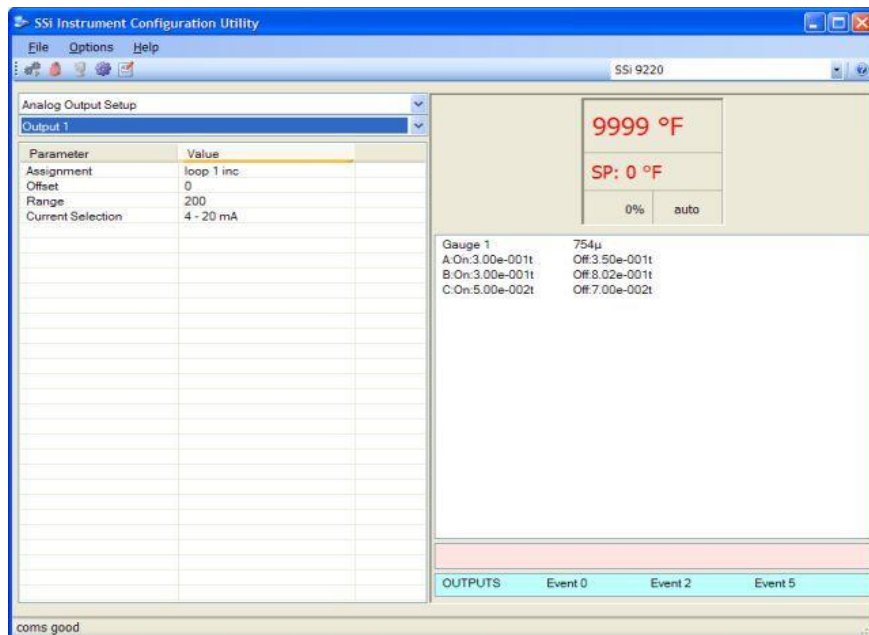 SSi Instrument Configuration Utility
File Options Help
SSi 9220
Analog Output Setup
Output 1
Parameter Value
Assignment loop 1 inc
Offset 0
Range 200
Current Selection 4 - 20 mA
9999 °F
SP: 0 °F
0% auto
Gauge 1 754µ
A:On:3.00e-001t Off:3.50e-001t
B:On:3.00e-001t Off:8.02e-001t
C:On:5.00e-002t Off:7.00e-002t
OUTPUTS Event 0 Event 2 Event 5
coms good